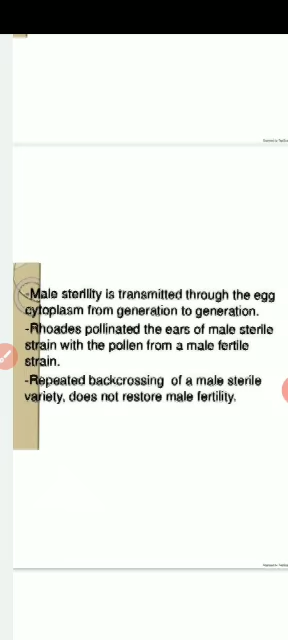 -Male sterility is transmitted through the egg
cytoplasm from generation to generation.
-Rhoades pollinated the ears of male sterile
strain with the pollen from a male fertile
strain.
-Repeated backcrossing of a male sterile
variety, does not restore male fertility.